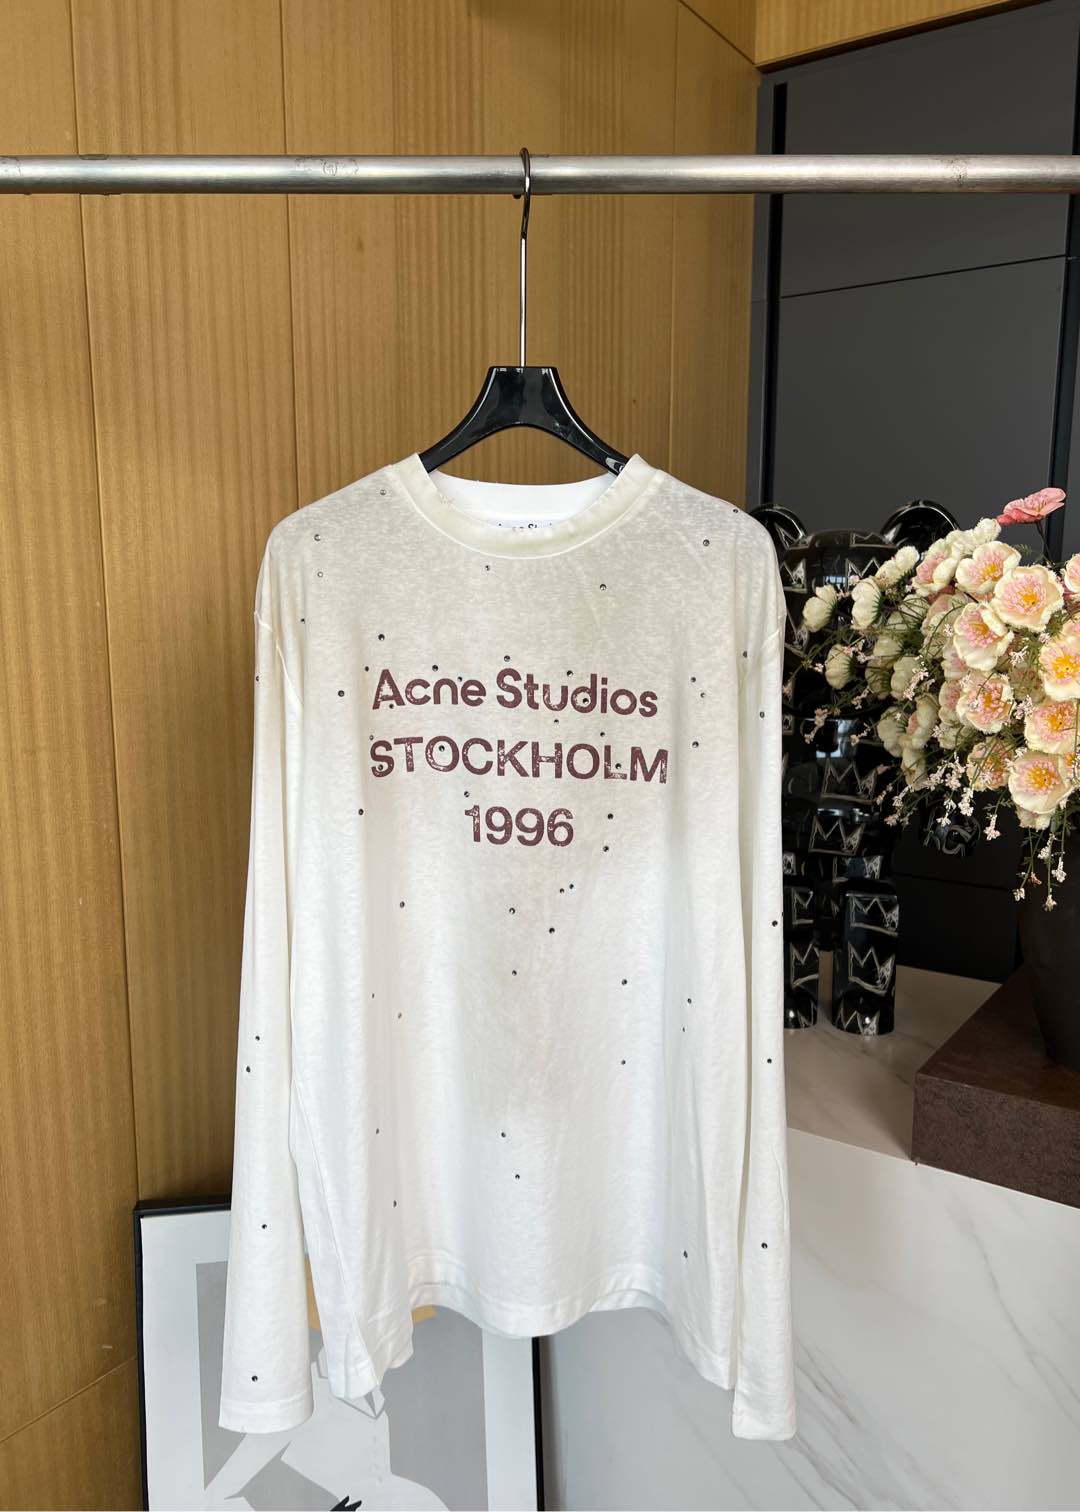 Acne Studios
STOCKHOLM
1996